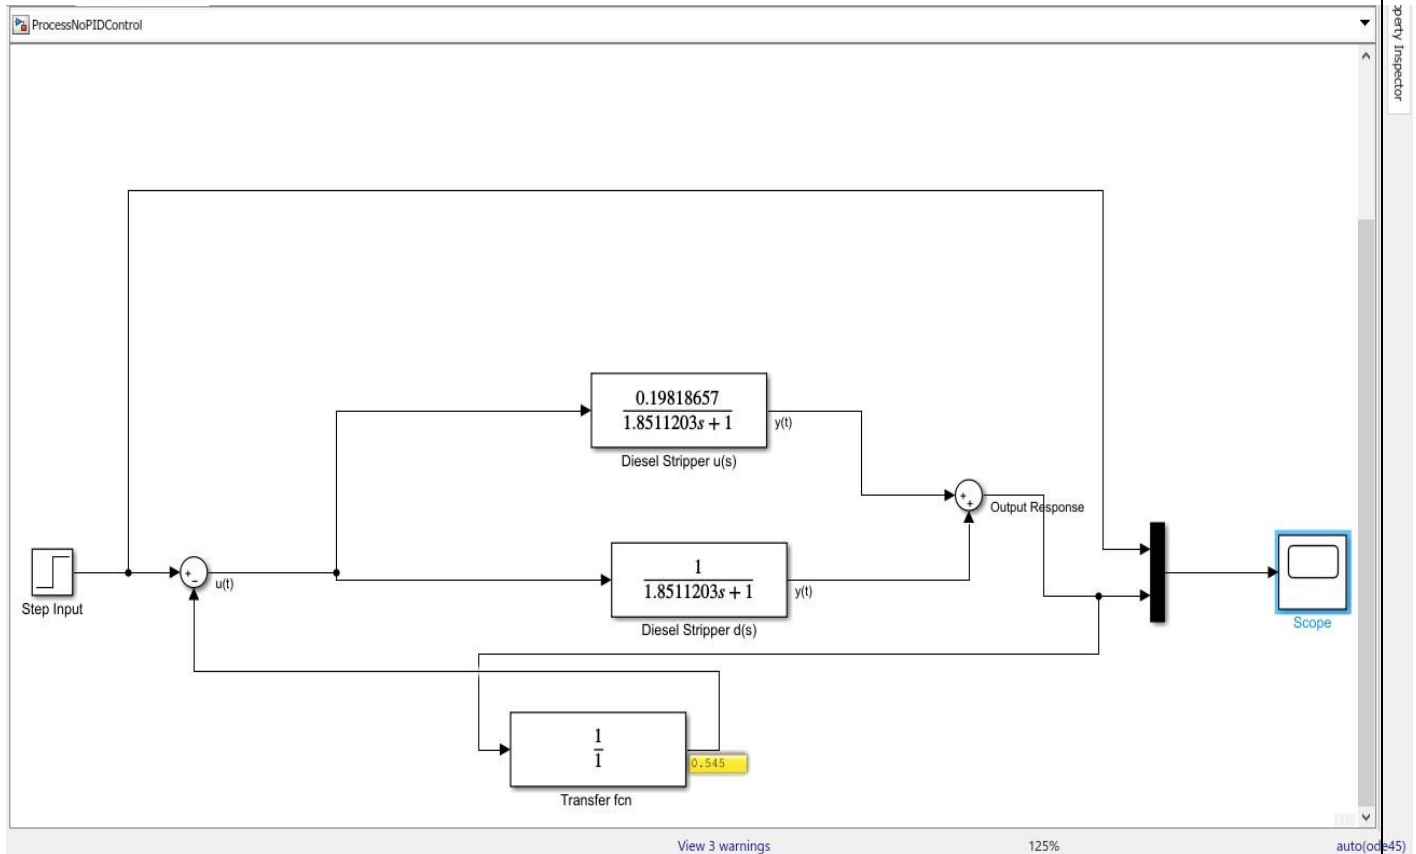 ProcessNoPIDControl
Property Inspector
0.19818657
1.8511203s + 1
y(t)
Diesel Stripper u(s)
+
+
Output Response
Step Input
+
−
u(t)
1
1.8511203s + 1
y(t)
Diesel Stripper d(s)
Scope
1
1
0.545
Transfer fcn
View 3 warnings
125%
auto(ode45)